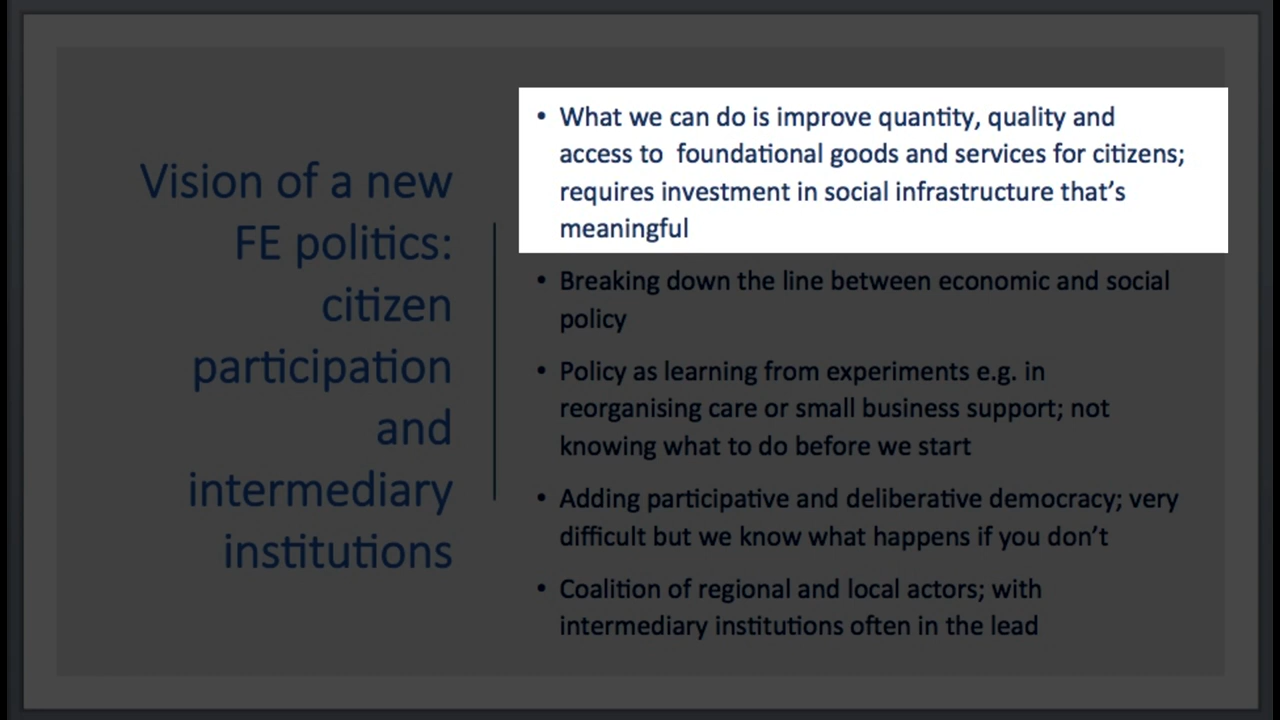 Vision of a new
FE politics:
citizen
participation
and
intermediary
institutions
• What we can do is improve quantity, quality and
access to  foundational goods and services for citizens;
requires investment in social infrastructure that’s
meaningful
• Breaking down the line between economic and social
policy
• Policy as learning from experiments e.g. in
reorganising care or small business support; not
knowing what to do before we start
• Adding participative and deliberative democracy; very
difficult but we know what happens if you don’t
• Coalition of regional and local actors; with
intermediary institutions often in the lead